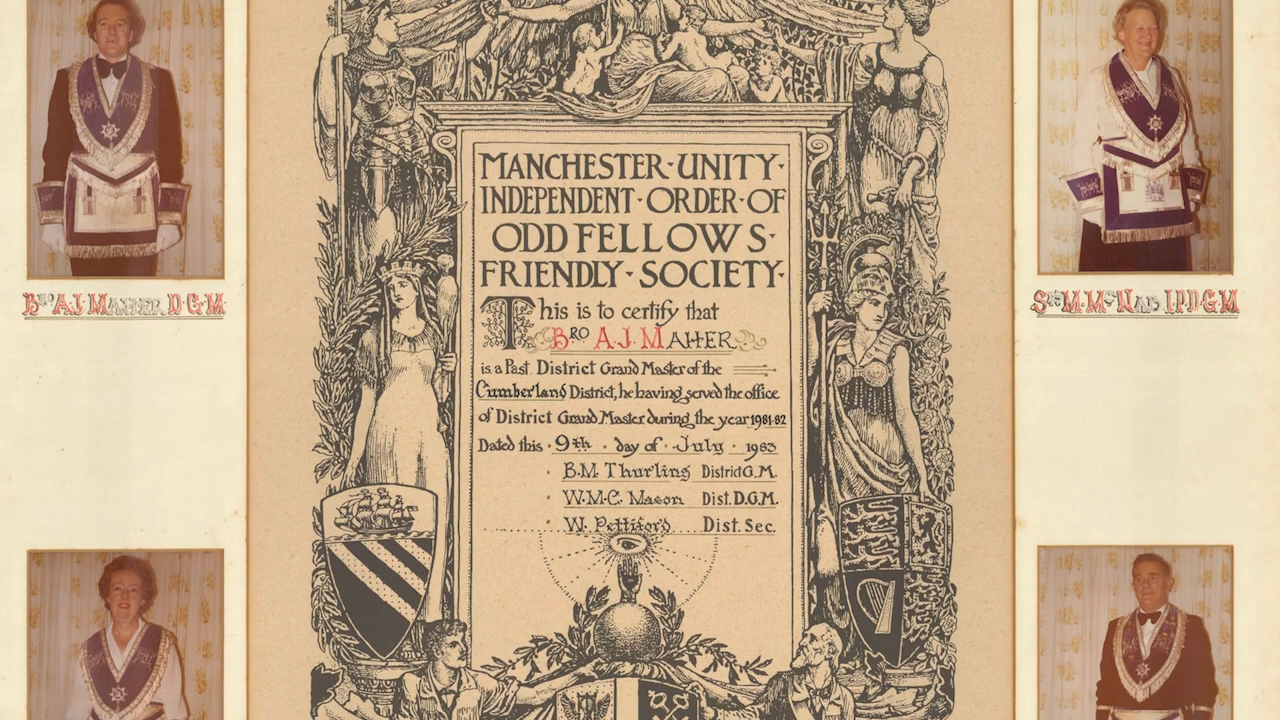 MANCHESTER·UNITY·
INDEPENDENT·ORDER·OF
ODD FELLOWS·
FRIENDLY·SOCIETY·
This is to certify that
BRO A.J. MAHER
is a Past District Grand Master of the
Cumberland District, he having served the office
of District Grand Master during the year 1981-82
Dated this · 9th · day of · July · 1983
B.M. Thurling District G.M.
W.M.C. Mason Dist. D.G.M.
W. Pettiford Dist. Sec.
BRO AJ MAHER D·G·M·
SIS M·McNAB I.P.D·G·M